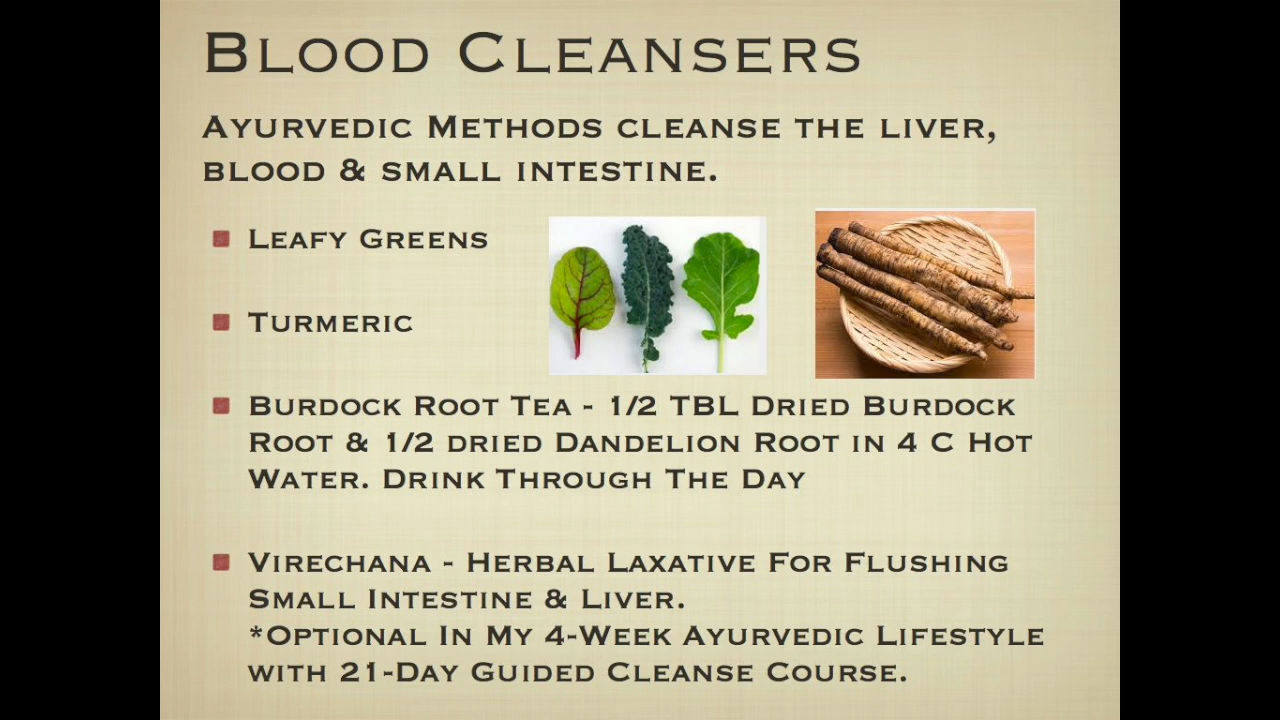 Blood Cleansers
Ayurvedic Methods cleanse the liver,
blood & small intestine.
Leafy Greens
Turmeric
Burdock Root Tea - 1/2 TBL Dried Burdock
Root & 1/2 dried Dandelion Root in 4 C Hot
Water. Drink Through The Day
Virechana - Herbal Laxative For Flushing
Small Intestine & Liver.
*Optional In My 4-Week Ayurvedic Lifestyle
with 21-Day Guided Cleanse Course.